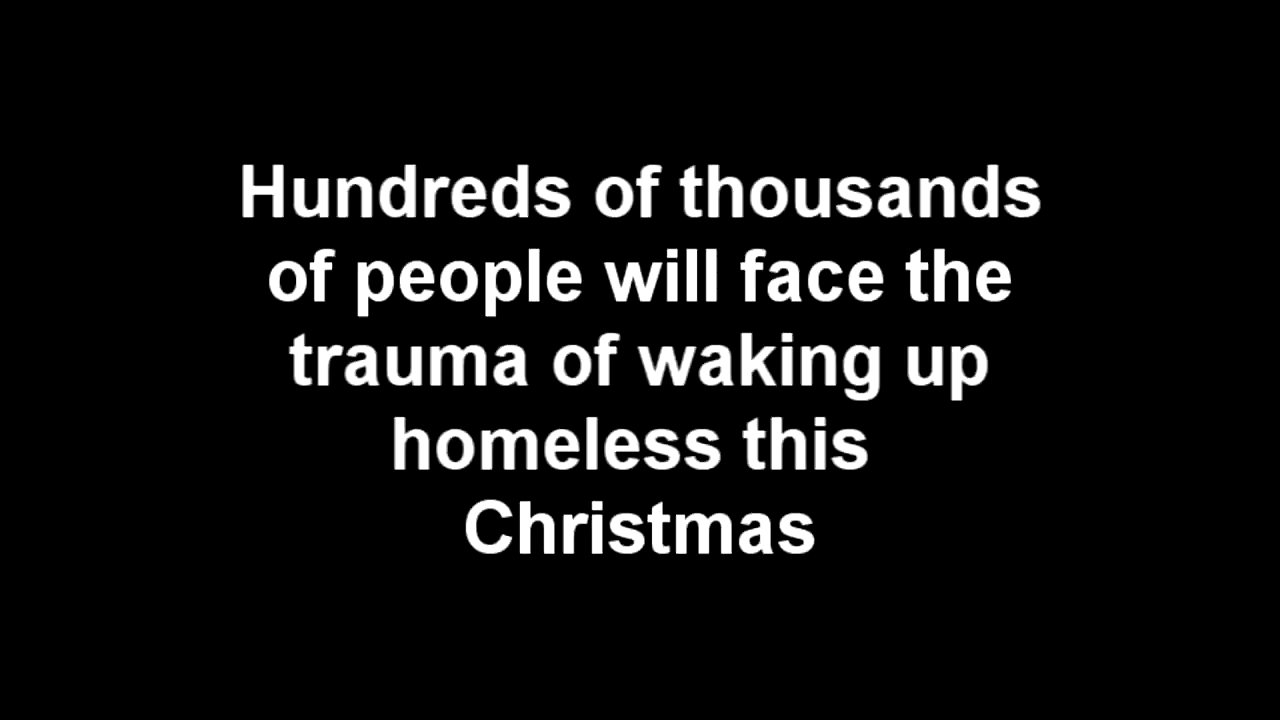 Hundreds of thousands
of people will face the
trauma of waking up
homeless this
Christmas